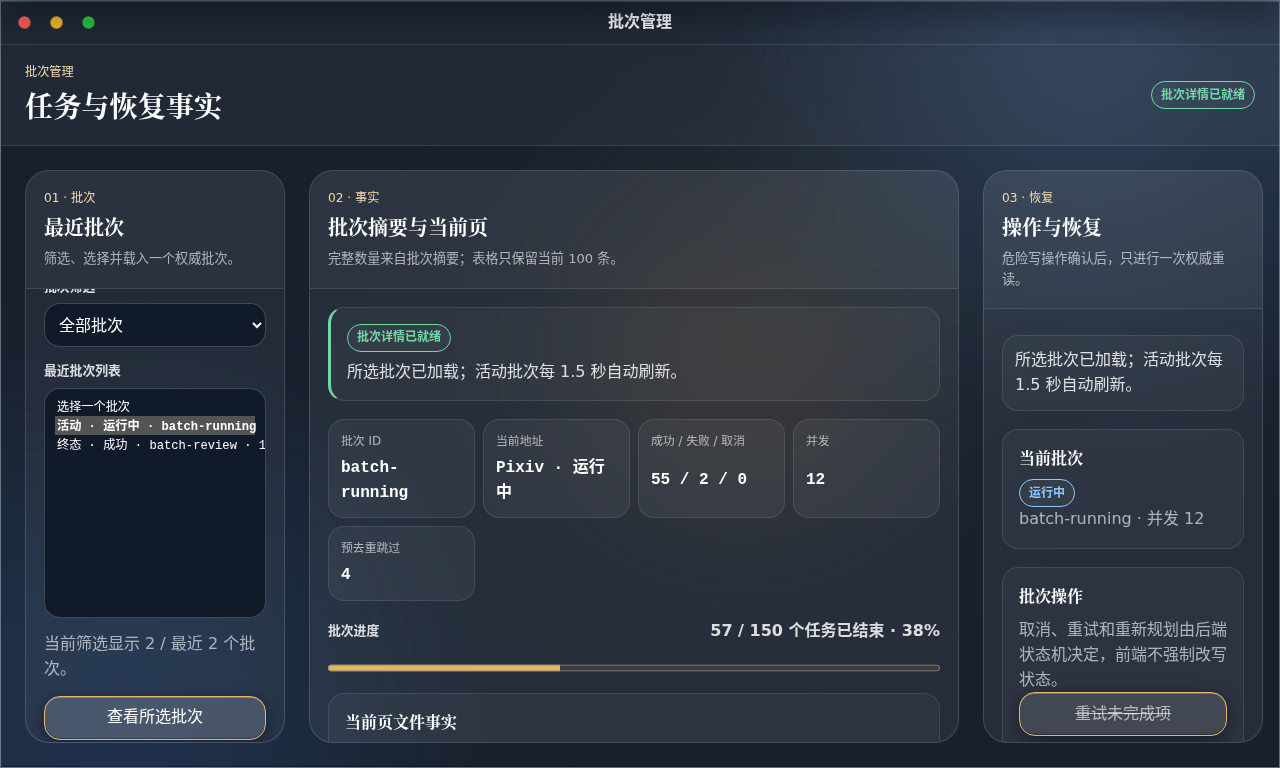 批次管理
批次管理
任务与恢复事实
批次详情已就绪
01 · 批次
最近批次
筛选、选择并载入一个权威批次。
批次筛选
全部批次
最近批次列表
选择一个批次
活动 · 运行中 · batch-running
终态 · 成功 · batch-review · 1
当前筛选显示 2 / 最近 2 个批
次。
查看所选批次
02 · 事实
批次摘要与当前页
完整数量来自批次摘要；表格只保留当前 100 条。
批次详情已就绪
所选批次已加载；活动批次每 1.5 秒自动刷新。
批次 ID
batch-
running
当前地址
Pixiv · 运行
中
成功 / 失败 / 取消
55 / 2 / 0
并发
12
预去重跳过
4
批次进度
57 / 150 个任务已结束 · 38%
当前页文件事实
03 · 恢复
操作与恢复
危险写操作确认后，只进行一次权威重
读。
所选批次已加载；活动批次每
1.5 秒自动刷新。
当前批次
运行中
batch-running · 并发 12
批次操作
取消、重试和重新规划由后端
状态机决定，前端不强制改写
状态。
重试未完成项